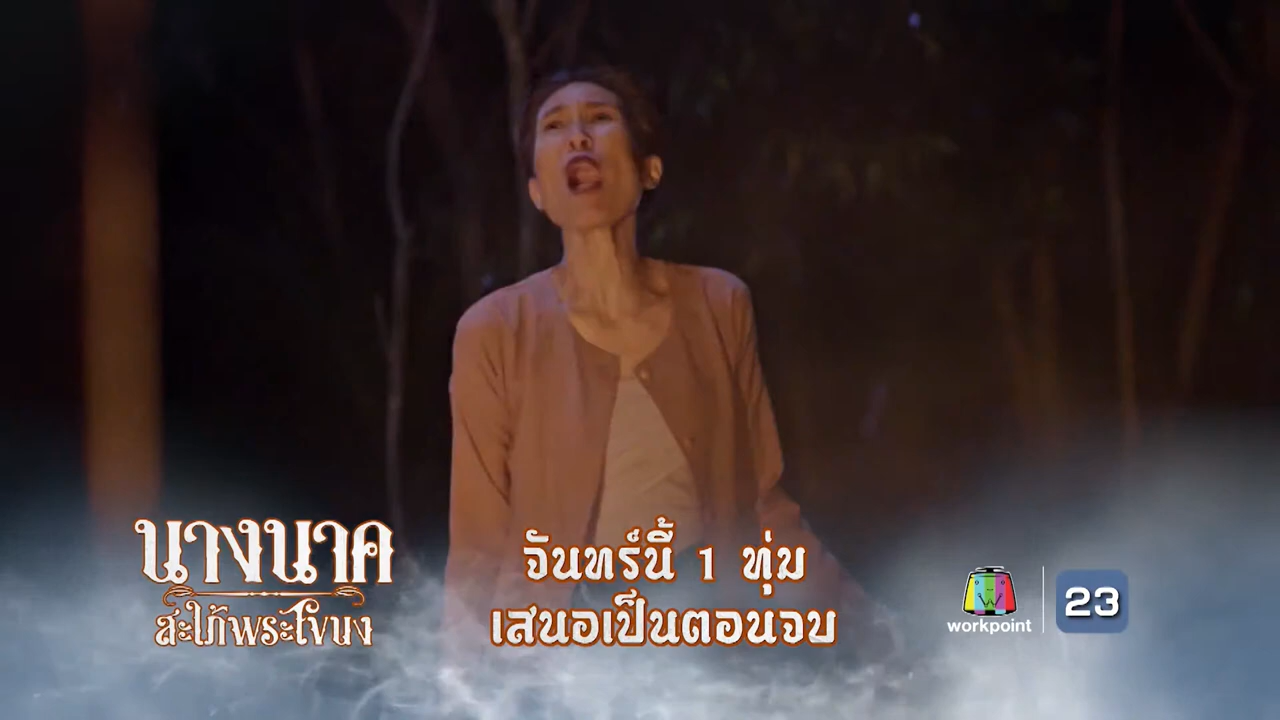 นางนาค
สะใภ้พระโขนง
จันทร์นี้ 1 ทุ่ม
เสนอเป็นตอนจบ
workpoint
23